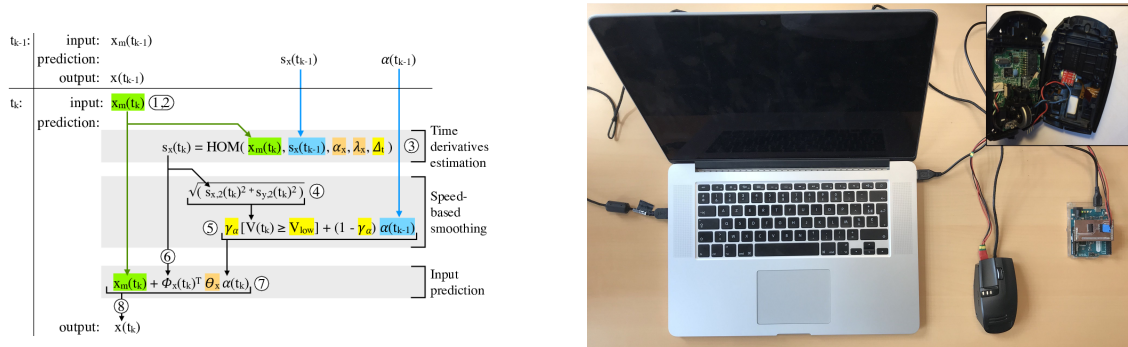 t_{k-1}: input: x_m(t_{k-1})
prediction: s_x(t_{k-1}) α(t_{k-1})
output: x(t_{k-1})
t_k: input: x_m(t_k) (1,2)
prediction:
s_x(t_k) = HOM( x_m(t_k), s_x(t_{k-1}), α_x, λ_x, Δ_t ) ③
Time
derivatives
estimation
√( s_{x,2}(t_k)² + s_{y,2}(t_k)² ) ④
⑤ γ_α [V(t_k) ≥ V_low] + (1 - γ_α) α(t_{k-1})
Speed-
based
smoothing
⑥
x_m(t_k) + Φ_x(t_k)^T θ_x α(t_k) ⑦
Input
prediction
⑧
output: x(t_k)